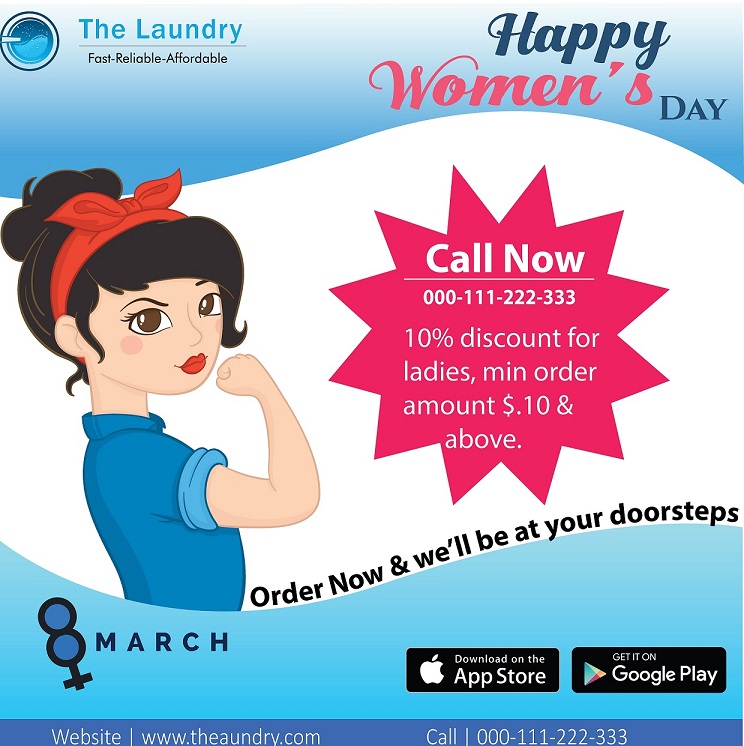 The Laundry
Fast-Reliable-Affordable
Happy
Women's DAY
Call Now
000-111-222-333
10% discount for
ladies, min order
amount $.10 &
above.
Order Now & we'll be at your doorsteps
8 MARCH
Download on the
App Store
GET IT ON
Google Play
Website | www.theaundry.com
Call | 000-111-222-333